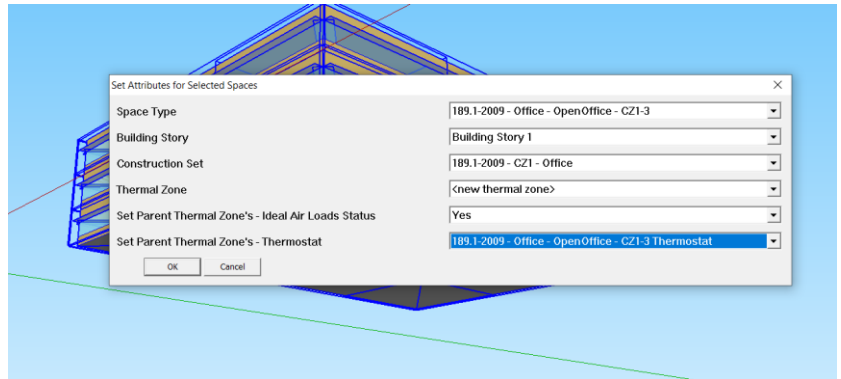 Set Attributes for Selected Spaces
Space Type 189.1-2009 - Office - OpenOffice - CZ1-3
Building Story Building Story 1
Construction Set 189.1-2009 - CZ1 - Office
Thermal Zone <new thermal zone>
Set Parent Thermal Zone's - Ideal Air Loads Status Yes
Set Parent Thermal Zone's - Thermostat 189.1-2009 - Office - OpenOffice - CZ1-3 Thermostat
OK Cancel